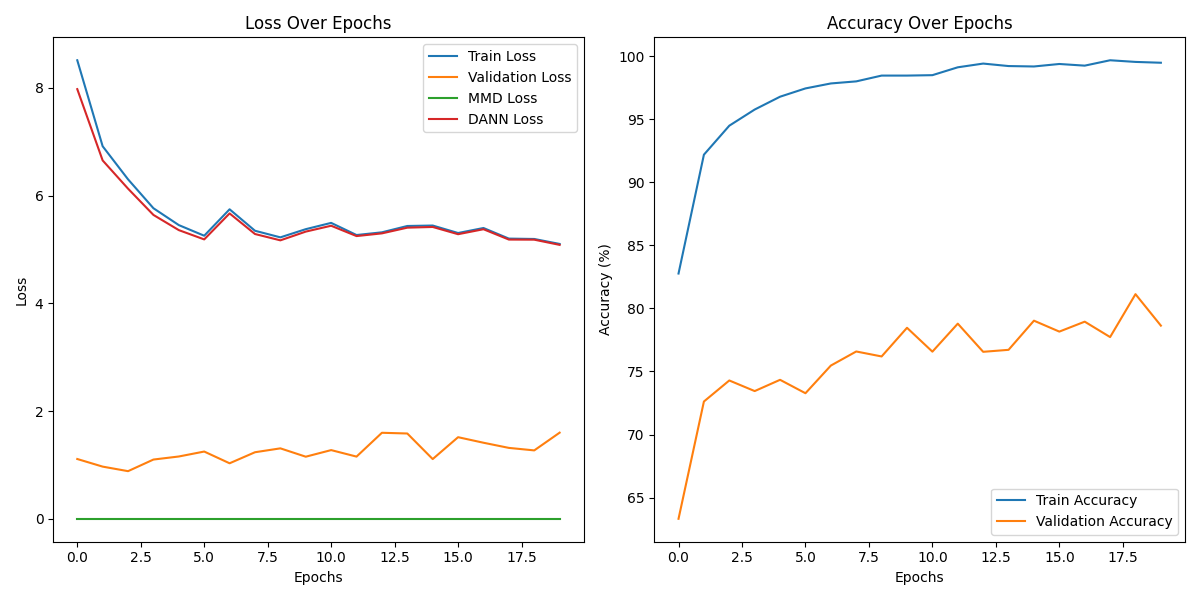 Loss Over Epochs
Train Loss
Validation Loss
MMD Loss
DANN Loss
8
6
4
2
0
Loss
0.0 2.5 5.0 7.5 10.0 12.5 15.0 17.5
Epochs
Accuracy Over Epochs
100
95
90
85
80
75
70
65
Accuracy (%)
Train Accuracy
Validation Accuracy
0.0 2.5 5.0 7.5 10.0 12.5 15.0 17.5
Epochs